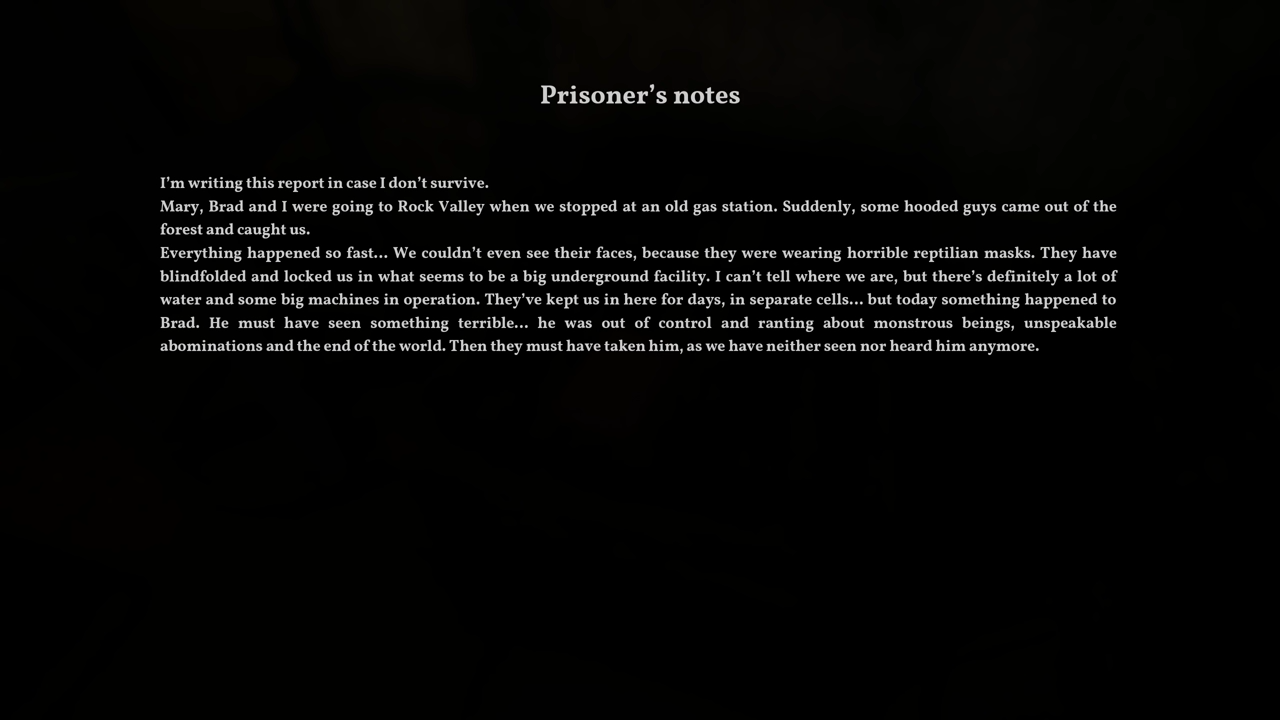 Prisoner’s notes
I’m writing this report in case I don’t survive.
Mary, Brad and I were going to Rock Valley when we stopped at an old gas station. Suddenly, some hooded guys came out of the
forest and caught us.
Everything happened so fast... We couldn’t even see their faces, because they were wearing horrible reptilian masks. They have
blindfolded and locked us in what seems to be a big underground facility. I can’t tell where we are, but there’s definitely a lot of
water and some big machines in operation. They’ve kept us in here for days, in separate cells... but today something happened to
Brad. He must have seen something terrible... he was out of control and ranting about monstrous beings, unspeakable
abominations and the end of the world. Then they must have taken him, as we have neither seen nor heard him anymore.